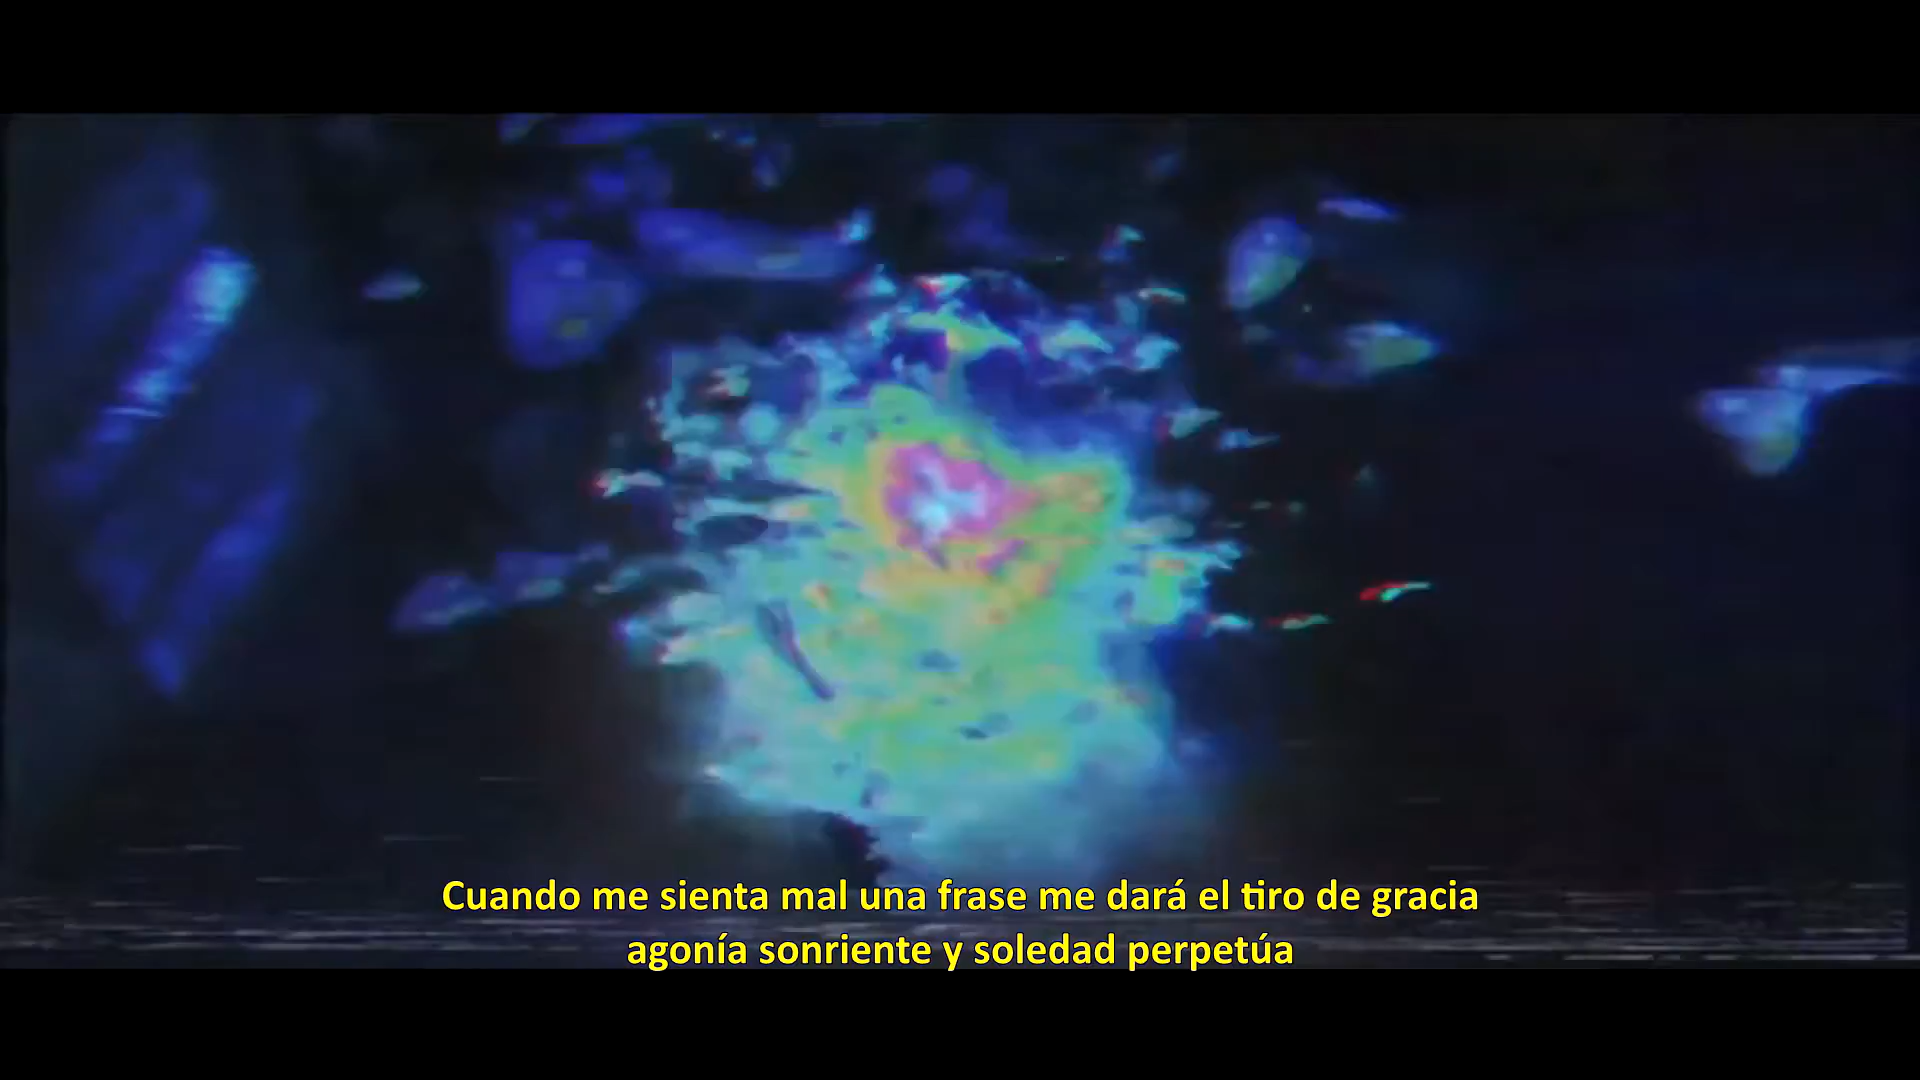 Cuando me sienta mal una frase me dará el tiro de gracia
agonía sonriente y soledad perpetúa